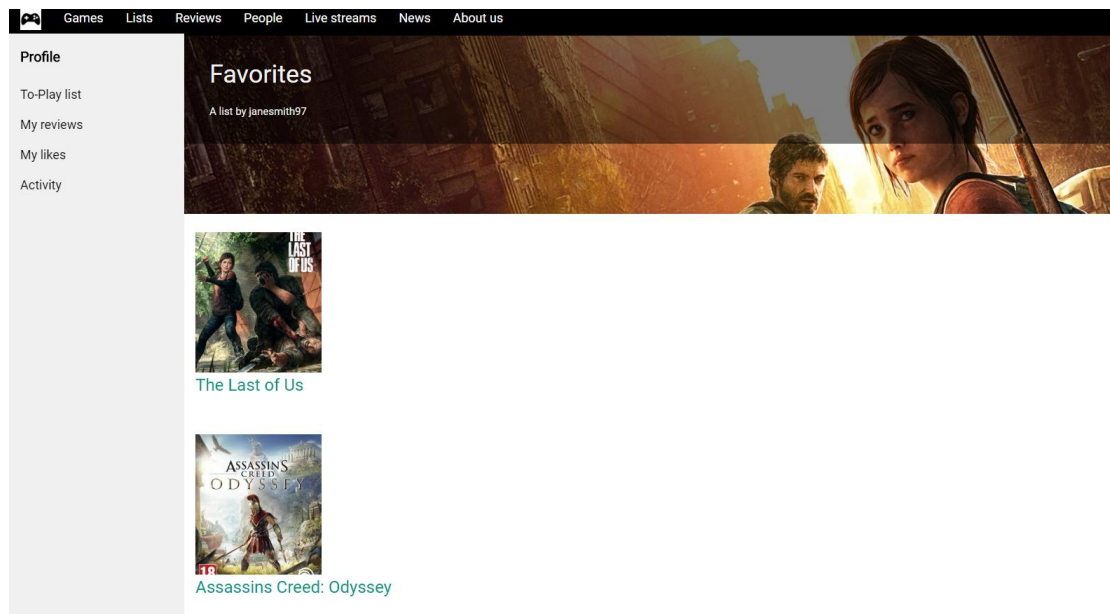 Games Lists Reviews People Live streams News About us
Profile
To-Play list
My reviews
My likes
Activity
Favorites
A list by janesmith97
THE
LAST
OF US
The Last of Us
ASSASSIN'S
CREED
ODYSSEY
18
Assassins Creed: Odyssey